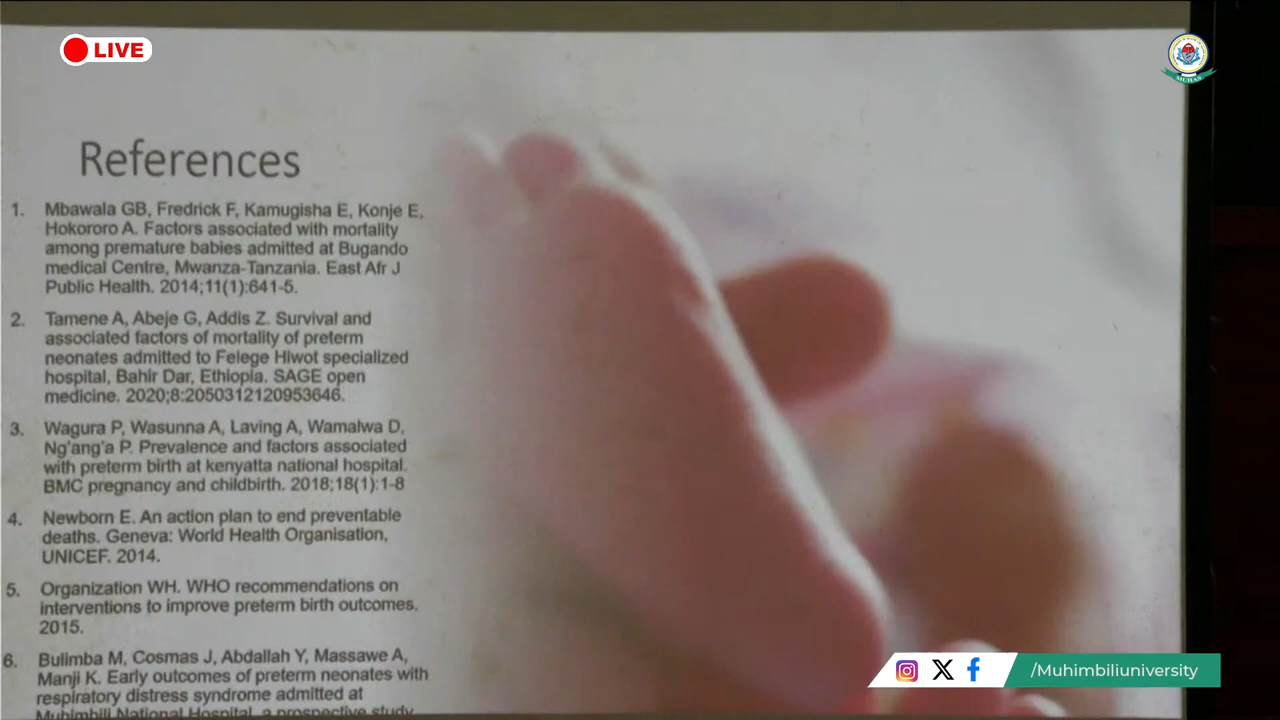 LIVE
MUHAS
References
1. Mbawala GB, Fredrick F, Kamugisha E, Konje E,
Hokororo A. Factors associated with mortality
among premature babies admitted at Bugando
medical Centre, Mwanza-Tanzania. East Afr J
Public Health. 2014;11(1):641-5.
2. Tamene A, Abeje G, Addis Z. Survival and
associated factors of mortality of preterm
neonates admitted to Felege Hiwot specialized
hospital, Bahir Dar, Ethiopia. SAGE open
medicine. 2020;8:2050312120953646.
3. Wagura P, Wasunna A, Laving A, Wamalwa D,
Ng'ang'a P. Prevalence and factors associated
with preterm birth at kenyatta national hospital.
BMC pregnancy and childbirth. 2018;18(1):1-8
4. Newborn E. An action plan to end preventable
deaths. Geneva: World Health Organisation,
UNICEF. 2014.
5. Organization WH. WHO recommendations on
interventions to improve preterm birth outcomes.
2015.
6. Bulimba M, Cosmas J, Abdallah Y, Massawe A,
Manji K. Early outcomes of preterm neonates with
respiratory distress syndrome admitted at
Muhimbili National Hospital, a prospective study
/Muhimbiliuniversity